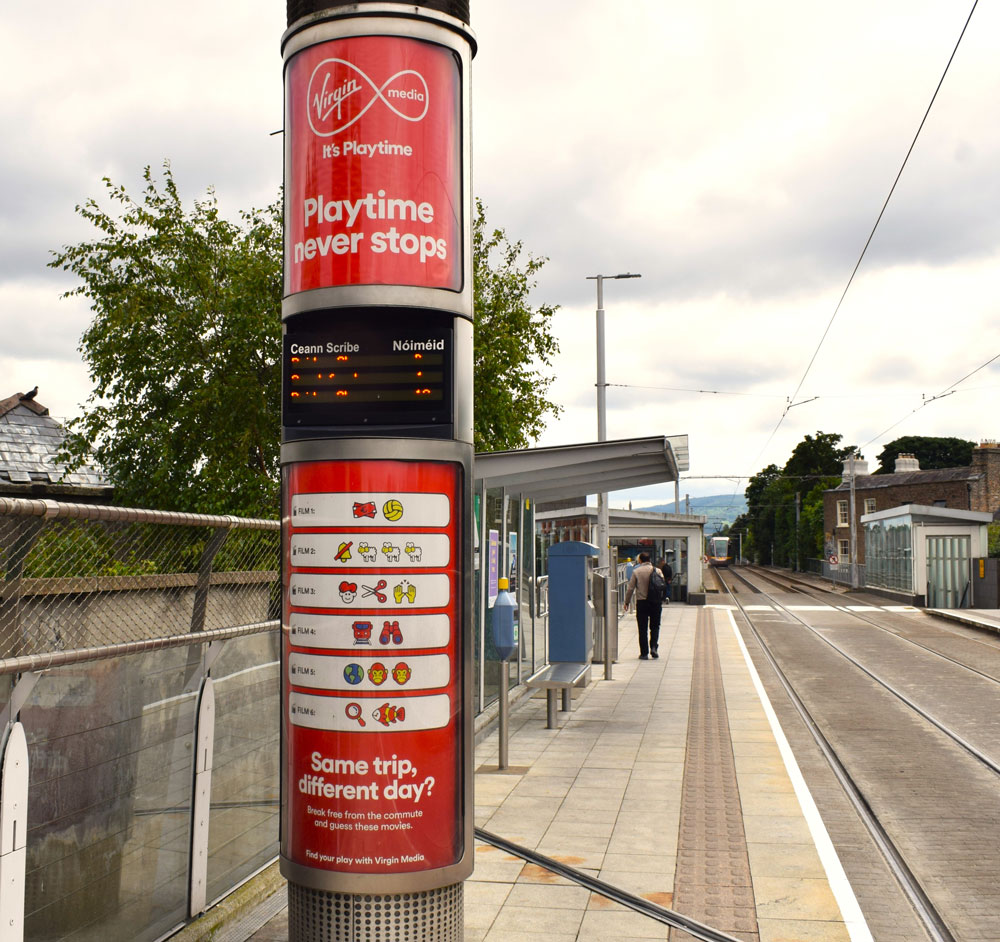 Virgin media
It's Playtime
Playtime
never stops
Ceann Scribe Nóiméid
FILM 1:
FILM 2:
FILM 3:
FILM 4:
FILM 5:
FILM 6:
Same trip,
different day?
Break free from the commute
and guess these movies.
Find your play with Virgin Media